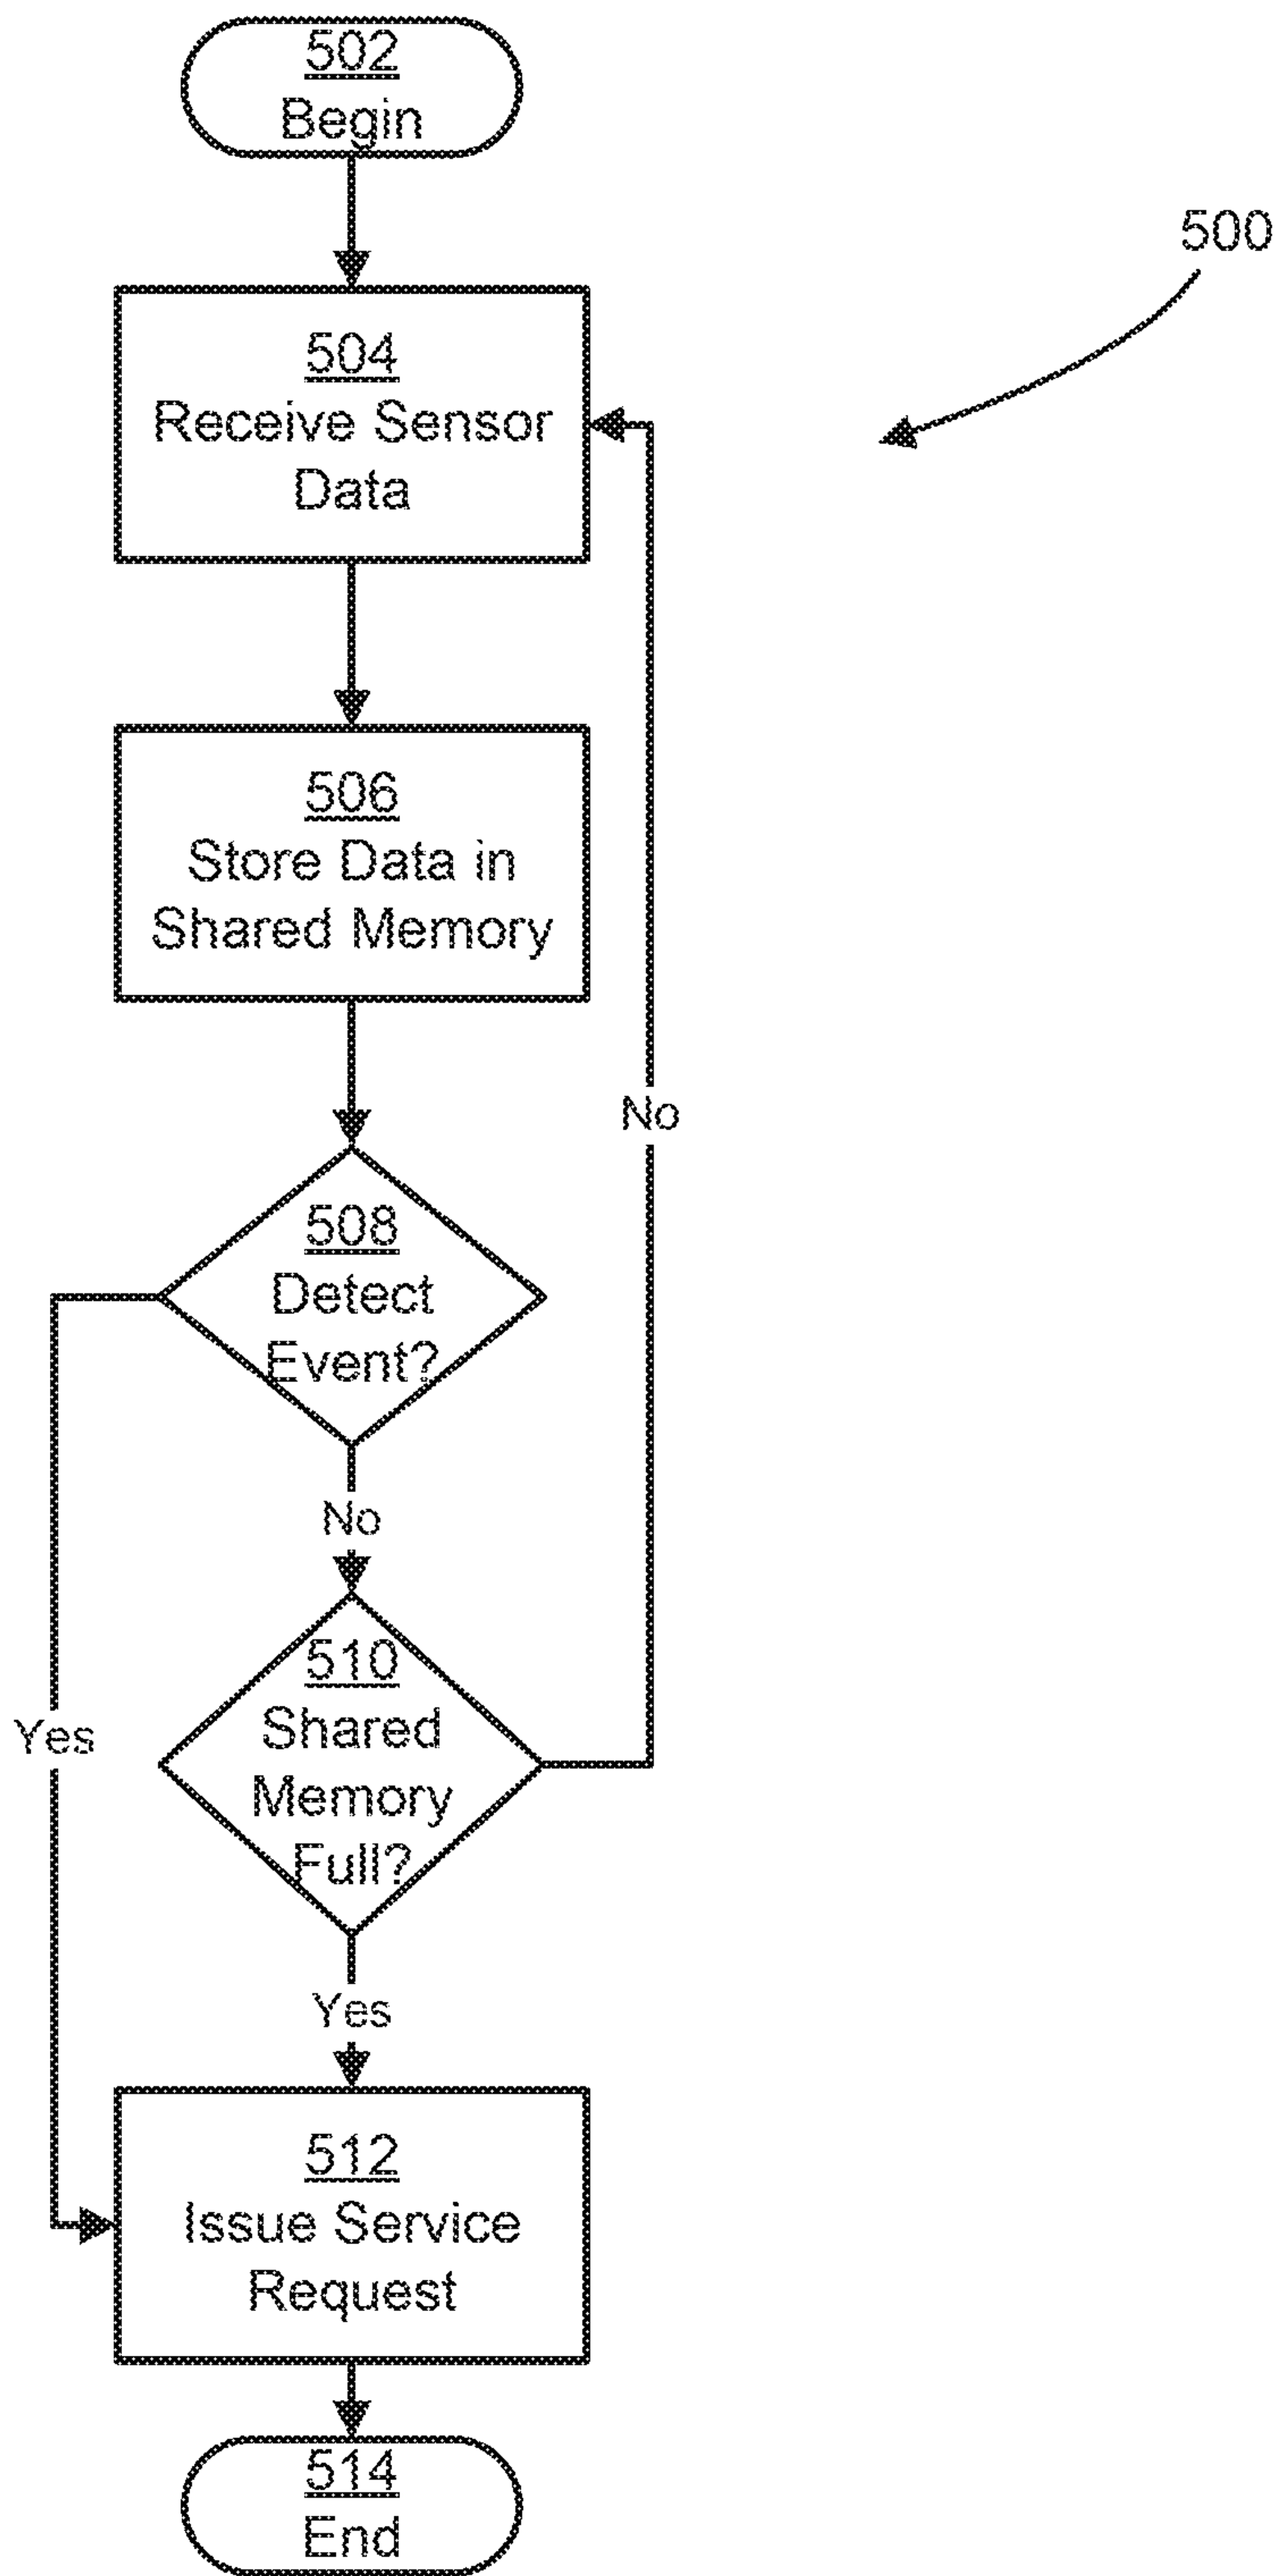 502
Begin
500
504
Receive Sensor
Data
506
Store Data in
Shared Memory
No
508
Detect
Event?
No
510
Shared
Memory
Full?
Yes
Yes
512
Issue Service
Request
514
End